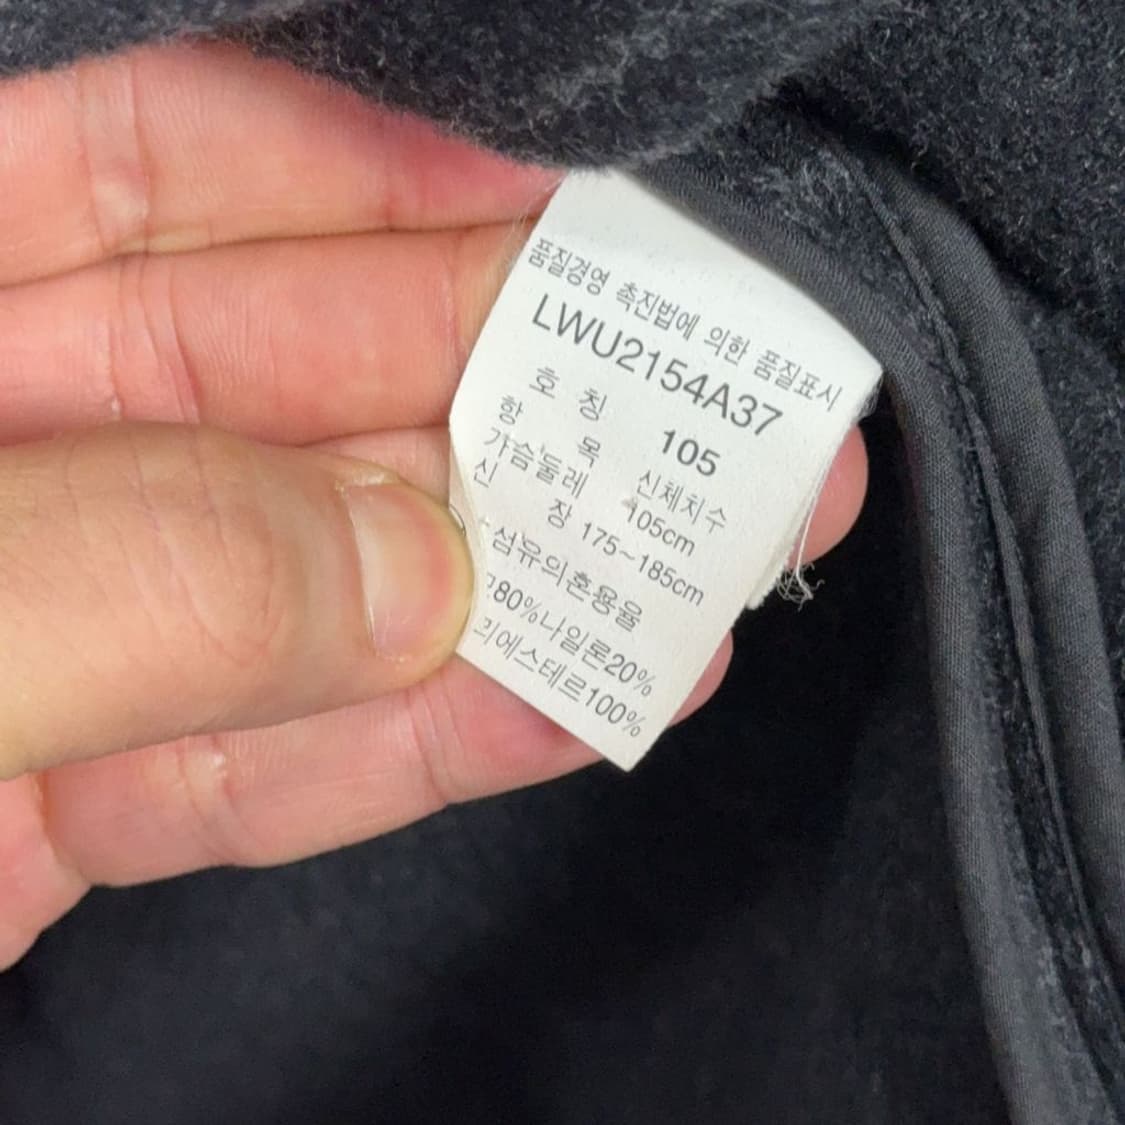 품질경영 촉진법에 의한 품질표시
LWU2154A37
호 칭 105
항 목 신체치수
가슴둘레 105cm
신 장 175~185cm
섬유의혼용율
80%나일론20%
에스테르100%